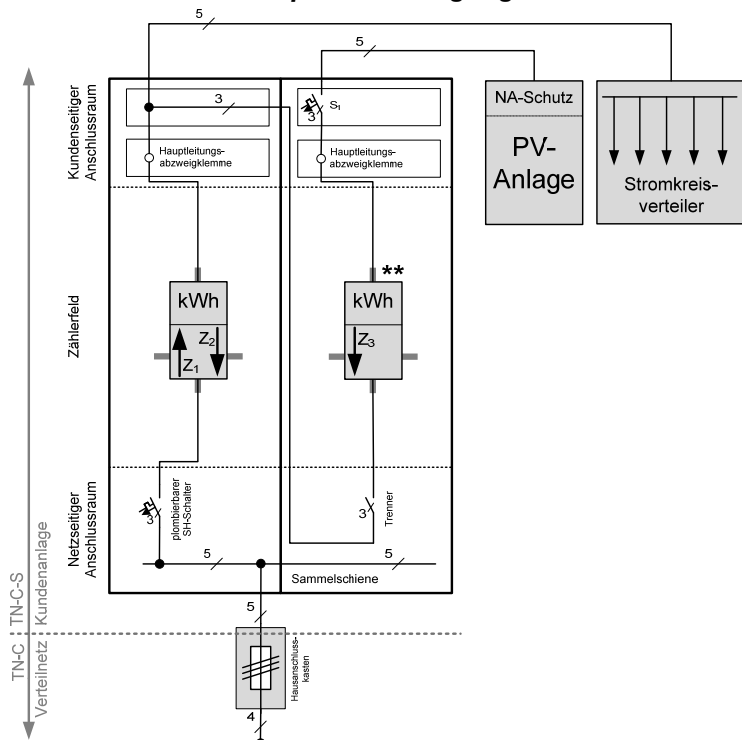 5
5
3
3
S1
Hauptleitungs-
abzweigklemme
Hauptleitungs-
abzweigklemme
NA-Schutz
PV-
Anlage
Stromkreis-
verteiler
Kundenseitiger
Anschlussraum
**
kWh
kWh
Z1
Z2
Z3
Zählerfeld
Netzseitiger
Anschlussraum
3
plombierbarer
SH-Schalter
3
Trenner
5
5
Sammelschiene
5
TN-C-S
Kundenanlage
TN-C
Verteilnetz
Hausanschluss-
kasten
4